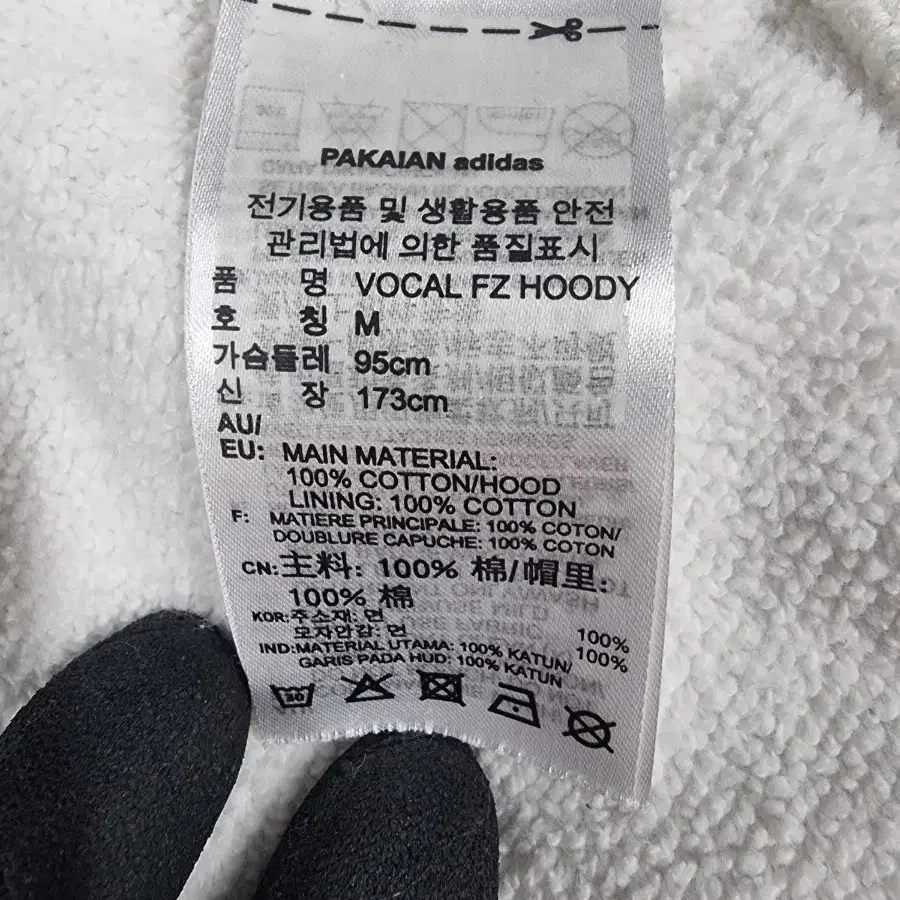 PAKAIAN adidas
전기용품 및 생활용품 안전
관리법에 의한 품질표시
품 명 VOCAL FZ HOODY
호 칭 M
가슴둘레 95cm
신 장 173cm
AU/
EU: MAIN MATERIAL:
100% COTTON/HOOD
LINING: 100% COTTON
F: MATIERE PRINCIPALE: 100% COTON/
DOUBLURE CAPUCHE: 100% COTON
CN:主料: 100% 棉/帽里:
100% 棉
KOR:주소재: 면 100%
모자안감: 면 100%
IND:MATERIAL UTAMA: 100% KATUN/
GARIS PADA HUD: 100% KATUN
30